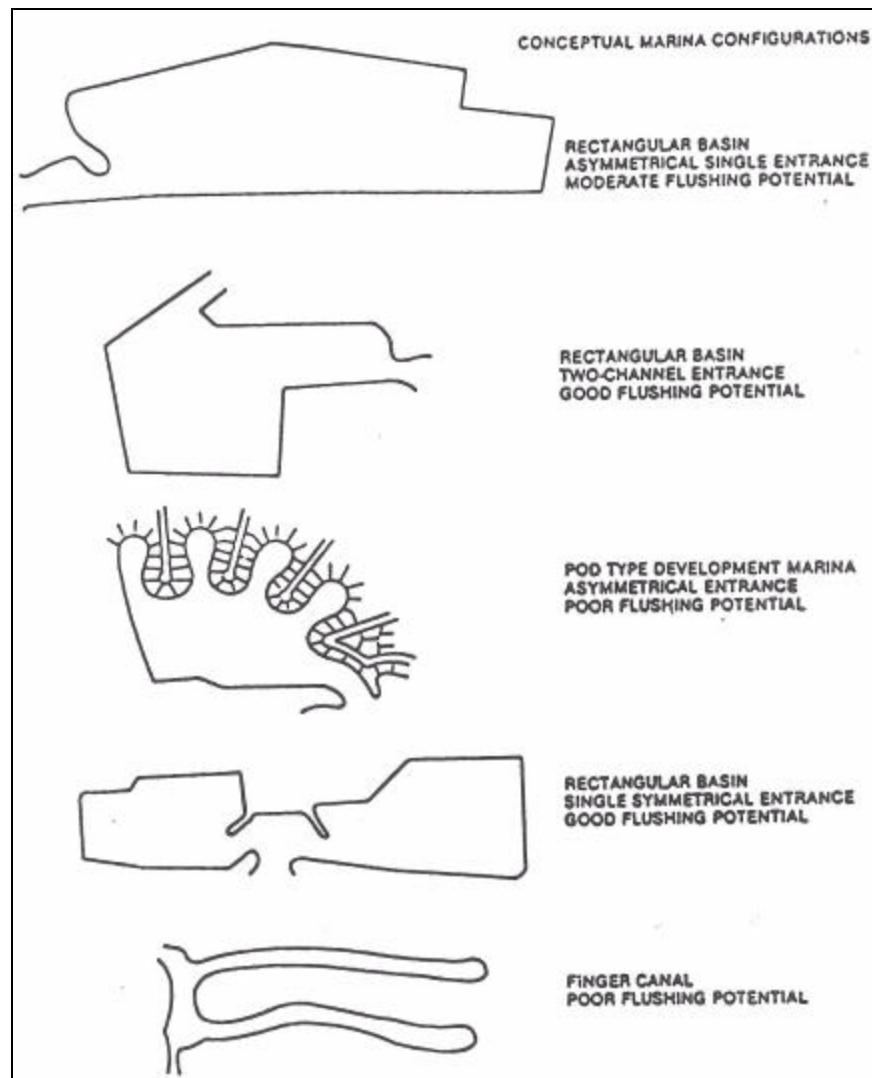 CONCEPTUAL MARINA CONFIGURATIONS
RECTANGULAR BASIN
ASYMMETRICAL SINGLE ENTRANCE
MODERATE FLUSHING POTENTIAL
RECTANGULAR BASIN
TWO-CHANNEL ENTRANCE
GOOD FLUSHING POTENTIAL
POD TYPE DEVELOPMENT MARINA
ASYMMETRICAL ENTRANCE
POOR FLUSHING POTENTIAL
RECTANGULAR BASIN
SINGLE SYMMETRICAL ENTRANCE
GOOD FLUSHING POTENTIAL
FINGER CANAL
POOR FLUSHING POTENTIAL